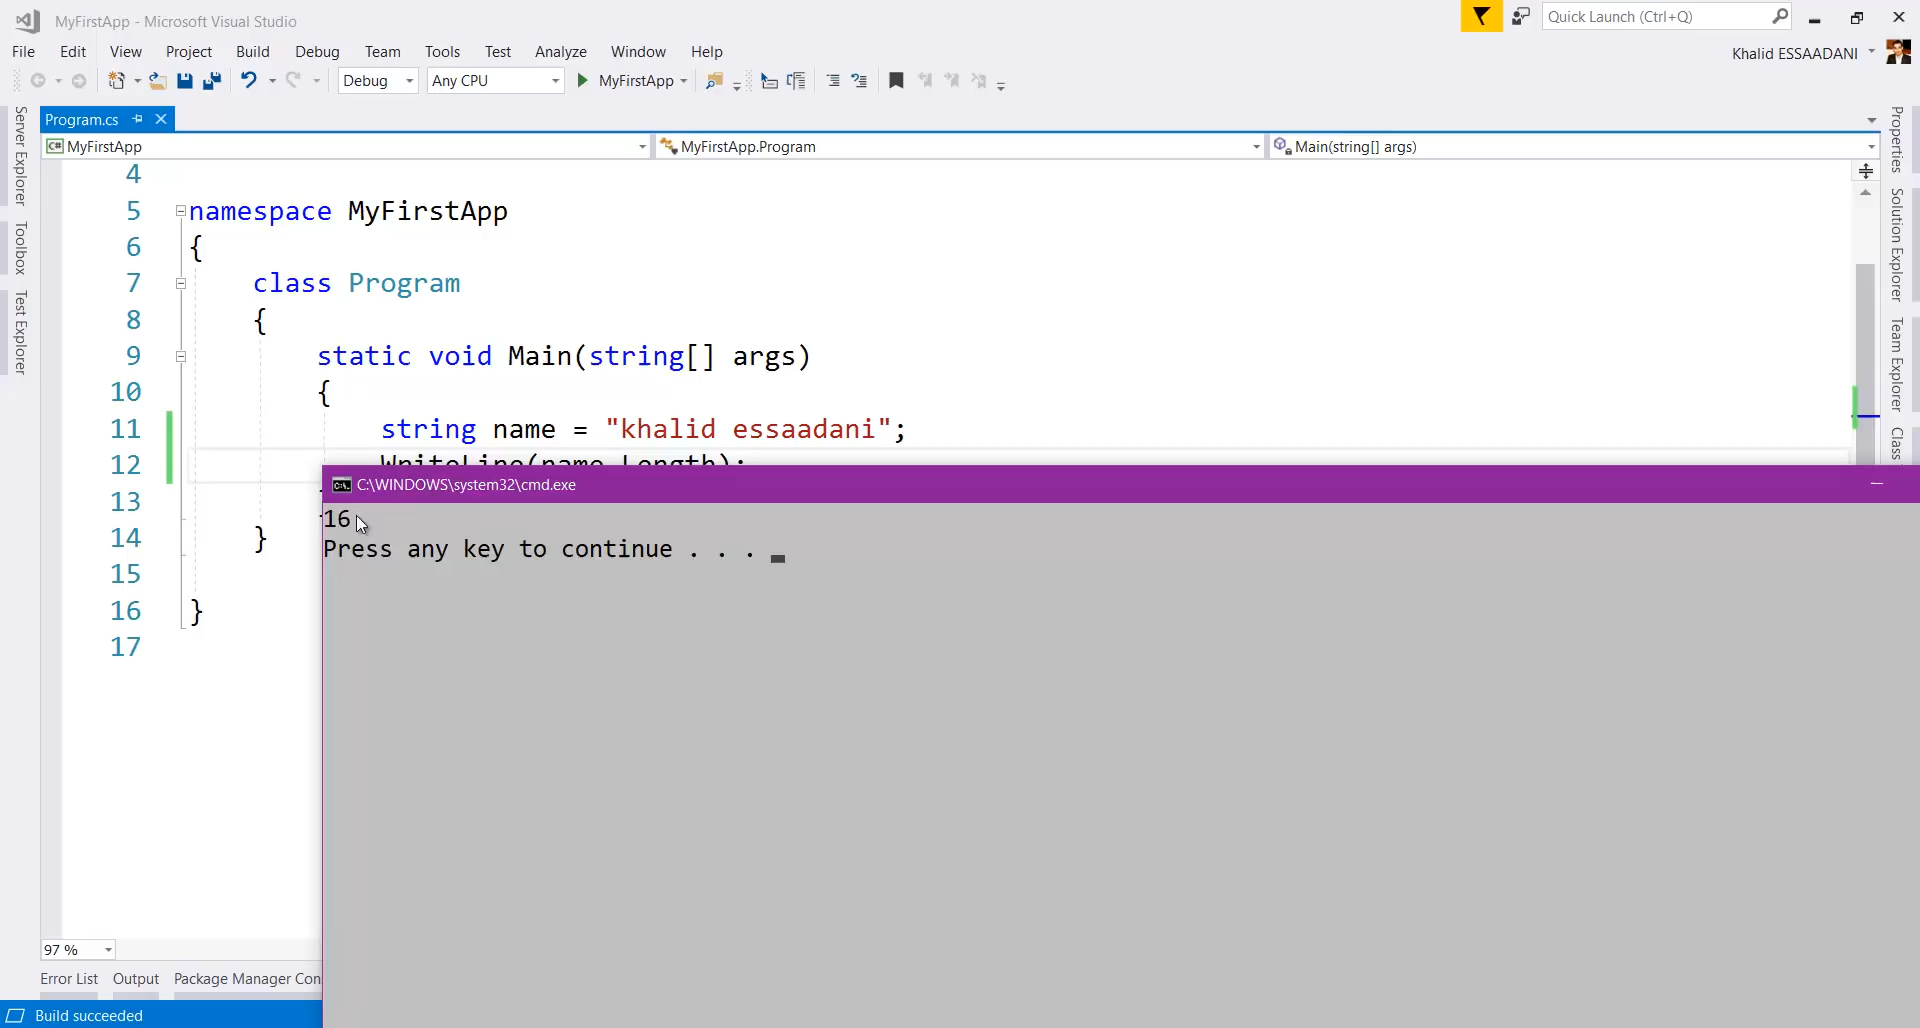 MyFirstApp - Microsoft Visual Studio
Quick Launch (Ctrl+Q)
File Edit View Project Build Debug Team Tools Test Analyze Window Help
Khalid ESSAADANI
Debug Any CPU MyFirstApp
Program.cs
C# MyFirstApp MyFirstApp.Program Main(string[] args)
Server Explorer
Toolbox
Test Explorer
Properties
Solution Explorer
Team Explorer
Class
4
5 namespace MyFirstApp
6 {
7 class Program
8 {
9 static void Main(string[] args)
10 {
11 string name = "khalid essaadani";
12 WriteLine(name.Length);
13
14 }
15
16 }
17
C:\WINDOWS\system32\cmd.exe
16
Press any key to continue . . .
97 %
Error List Output Package Manager Con
Build succeeded